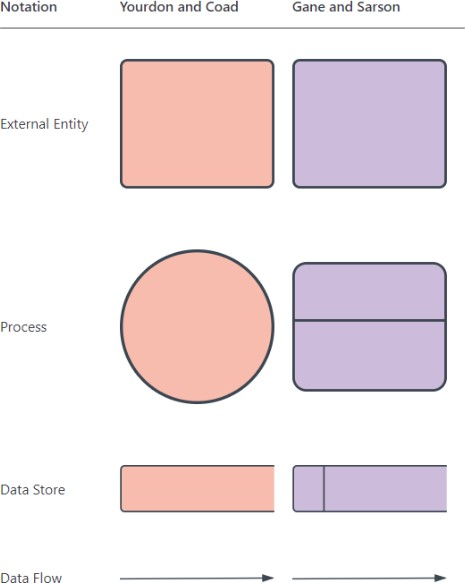 Notation Yourdon and Coad Gane and Sarson
External Entity
Process
Data Store
Data Flow